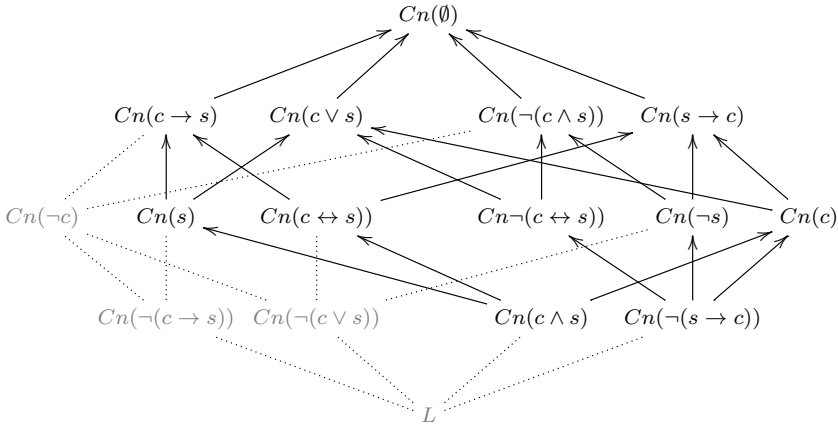 Cn(∅)
Cn(c → s) Cn(c ∨ s) Cn(¬(c ∧ s)) Cn(s → c)
Cn(¬c) Cn(s) Cn(c ↔ s)) Cn¬(c ↔ s)) Cn(¬s) Cn(c)
Cn(¬(c → s)) Cn(¬(c ∨ s)) Cn(c ∧ s) Cn(¬(s → c))
L